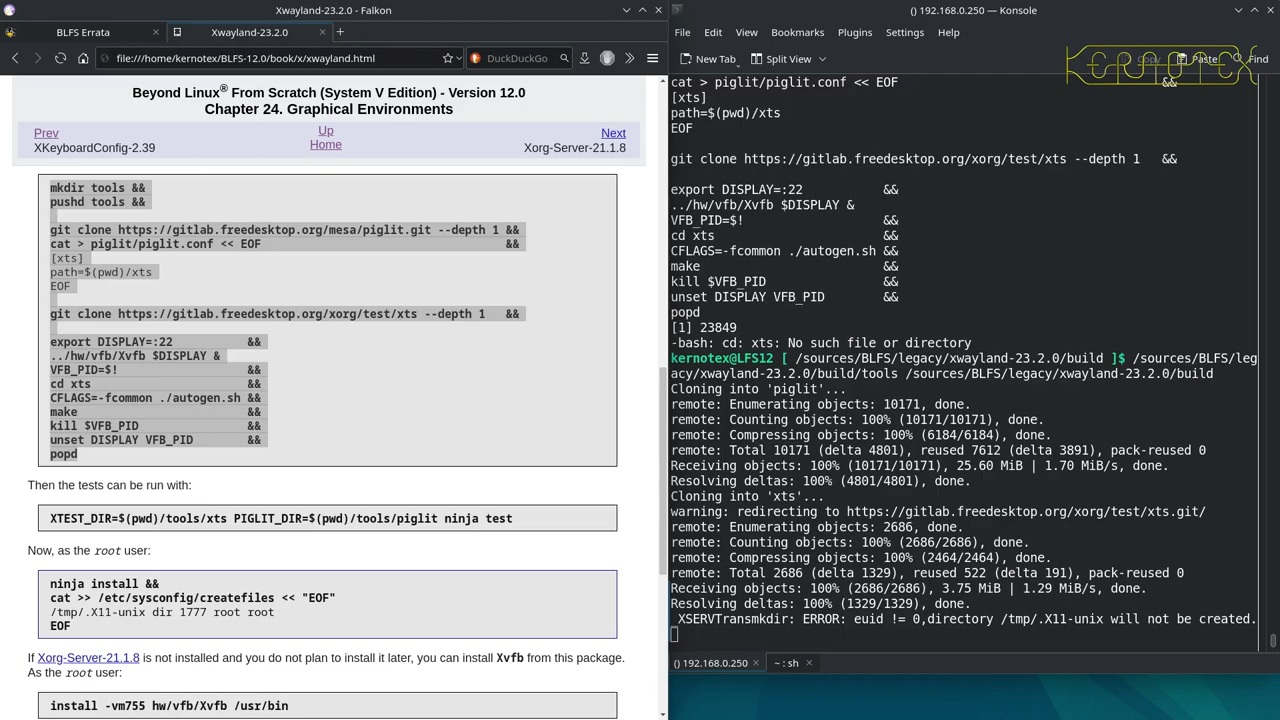 Xwayland-23.2.0 - Falkon
BLFS Errata
Xwayland-23.2.0
file:///home/kernotex/BLFS-12.0/book/x/xwayland.html
DuckDuckGo
Beyond Linux® From Scratch (System V Edition) - Version 12.0
Chapter 24. Graphical Environments
Prev
Up
Next
XKeyboardConfig-2.39
Home
Xorg-Server-21.1.8
mkdir tools &&
pushd tools &&
git clone https://gitlab.freedesktop.org/mesa/piglit.git --depth 1 &&
cat > piglit/piglit.conf << EOF &&
[xts]
path=$(pwd)/xts
EOF
git clone https://gitlab.freedesktop.org/xorg/test/xts --depth 1 &&
export DISPLAY=:22 &&
../hw/vfb/Xvfb $DISPLAY &
VFB_PID=$! &&
cd xts &&
CFLAGS=-fcommon ./autogen.sh &&
make &&
kill $VFB_PID &&
unset DISPLAY VFB_PID &&
popd
Then the tests can be run with:
XTEST_DIR=$(pwd)/tools/xts PIGLIT_DIR=$(pwd)/tools/piglit ninja test
Now, as the root user:
ninja install &&
cat >> /etc/sysconfig/createfiles << "EOF"
/tmp/.X11-unix dir 1777 root root
EOF
If Xorg-Server-21.1.8 is not installed and you do not plan to install it later, you can install Xvfb from this package.
As the root user:
install -vm755 hw/vfb/Xvfb /usr/bin
() 192.168.0.250 — Konsole
File Edit View Bookmarks Plugins Settings Help
New Tab Split View Copy Paste Find
kernotex
cat > piglit/piglit.conf << EOF &&
[xts]
path=$(pwd)/xts
EOF
git clone https://gitlab.freedesktop.org/xorg/test/xts --depth 1 &&
export DISPLAY=:22 &&
../hw/vfb/Xvfb $DISPLAY &
VFB_PID=$! &&
cd xts &&
CFLAGS=-fcommon ./autogen.sh &&
make &&
kill $VFB_PID &&
unset DISPLAY VFB_PID &&
popd
[1] 23849
-bash: cd: xts: No such file or directory
kernotex@LFS12 [ /sources/BLFS/legacy/xwayland-23.2.0/build ]$ /sources/BLFS/leg
acy/xwayland-23.2.0/build/tools /sources/BLFS/legacy/xwayland-23.2.0/build
Cloning into 'piglit'...
remote: Enumerating objects: 10171, done.
remote: Counting objects: 100% (10171/10171), done.
remote: Compressing objects: 100% (6184/6184), done.
remote: Total 10171 (delta 4801), reused 7612 (delta 3891), pack-reused 0
Receiving objects: 100% (10171/10171), 25.60 MiB | 1.70 MiB/s, done.
Resolving deltas: 100% (4801/4801), done.
Cloning into 'xts'...
warning: redirecting to https://gitlab.freedesktop.org/xorg/test/xts.git/
remote: Enumerating objects: 2686, done.
remote: Counting objects: 100% (2686/2686), done.
remote: Compressing objects: 100% (2464/2464), done.
remote: Total 2686 (delta 1329), reused 522 (delta 191), pack-reused 0
Receiving objects: 100% (2686/2686), 3.75 MiB | 1.29 MiB/s, done.
Resolving deltas: 100% (1329/1329), done.
_XSERVTransmkdir: ERROR: euid != 0,directory /tmp/.X11-unix will not be created.
() 192.168.0.250
~ : sh